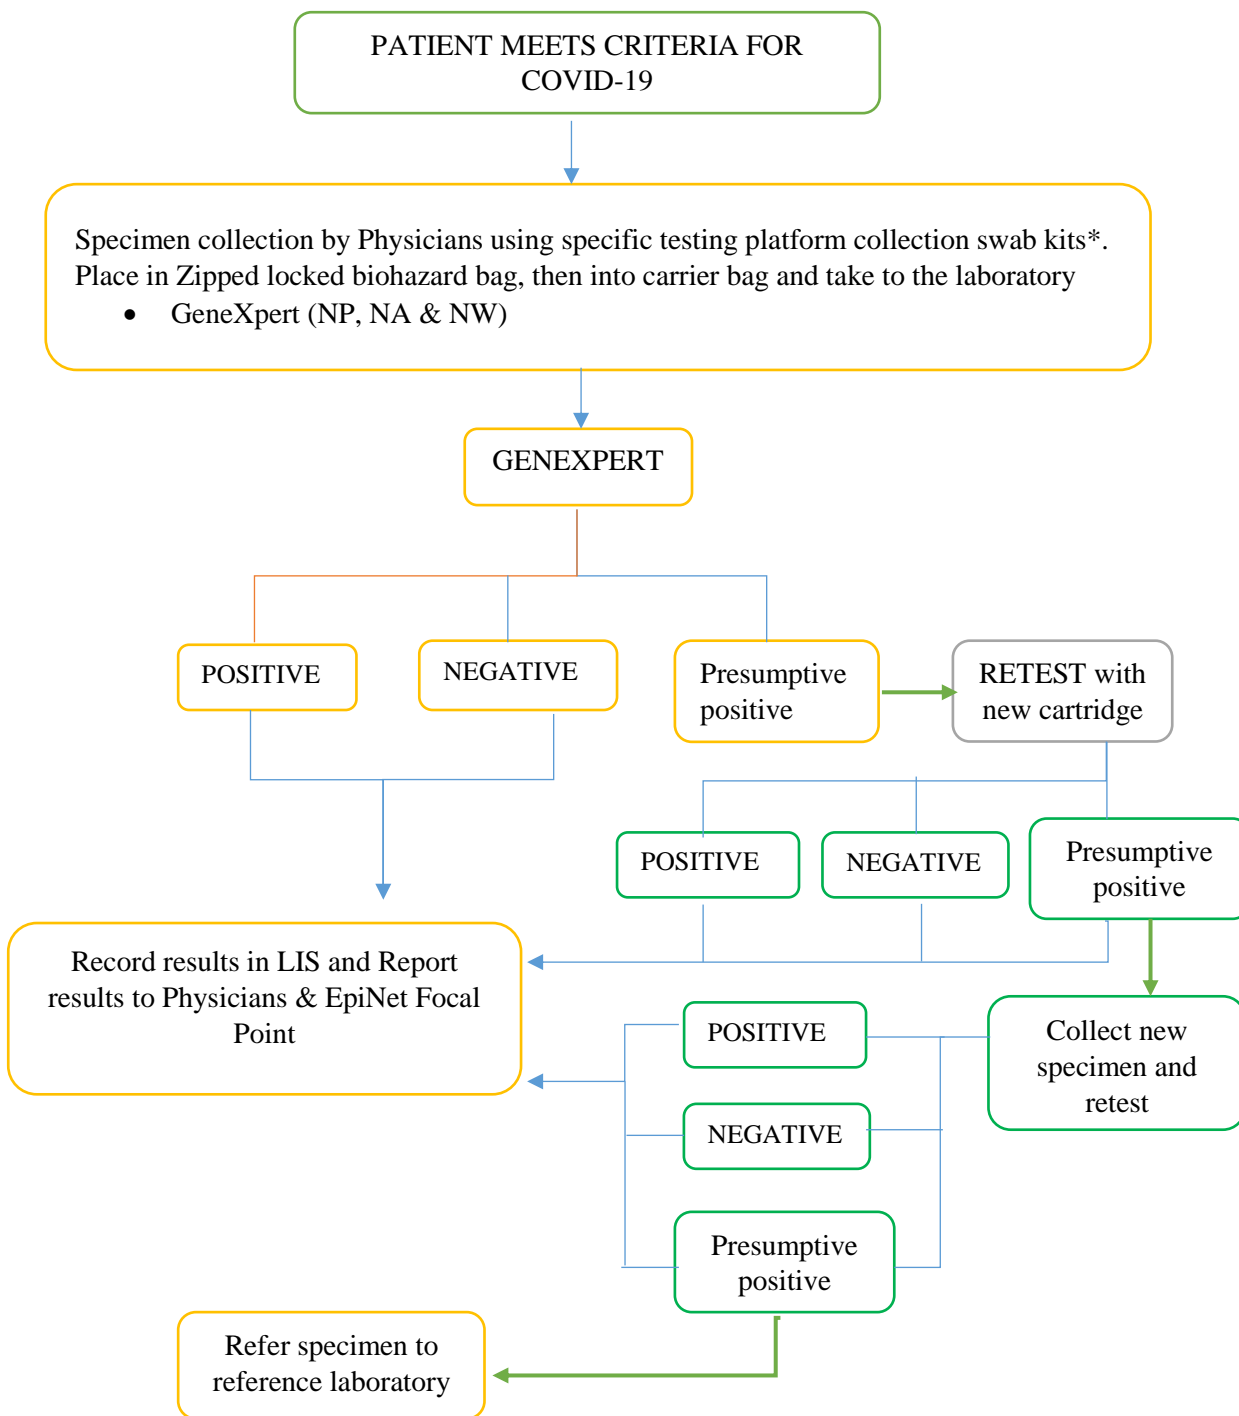 PATIENT MEETS CRITERIA FOR
COVID-19
Specimen collection by Physicians using specific testing platform collection swab kits*.
Place in Zipped locked biohazard bag, then into carrier bag and take to the laboratory
• GeneXpert (NP, NA & NW)
GENEXPERT
POSITIVE
NEGATIVE
Presumptive
positive
RETEST with
new cartridge
POSITIVE
NEGATIVE
Presumptive
positive
Record results in LIS and Report
results to Physicians & EpiNet Focal
Point
POSITIVE
NEGATIVE
Presumptive
positive
Collect new
specimen and
retest
Refer specimen to
reference laboratory